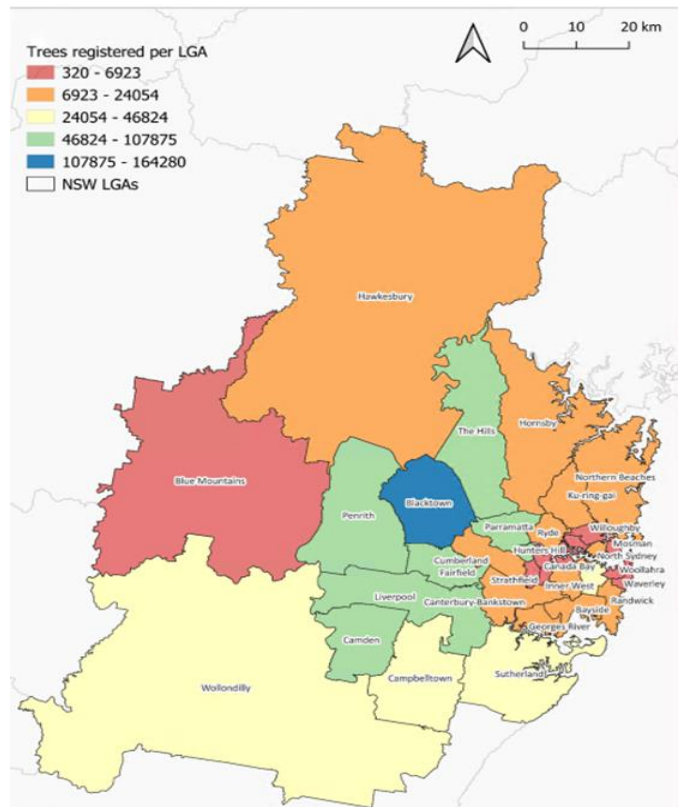 Trees registered per LGA
320 - 6923
6923 - 24054
24054 - 46824
46824 - 107875
107875 - 164280
NSW LGAs
0 10 20 km
Hawkesbury
Hornsby
The Hills
Northern Beaches
Blue Mountains
Ku-ring-gai
Blacktown
Penrith
Parramatta
Ryde
Willoughby
Mosman
Hunters Hill
North Sydney
Cumberland
Canada Bay
Woollahra
Fairfield
Strathfield
Inner West
Waverley
Liverpool
Canterbury-Bankstown
Randwick
Bayside
Georges River
Camden
Campbelltown
Sutherland
Wollondilly